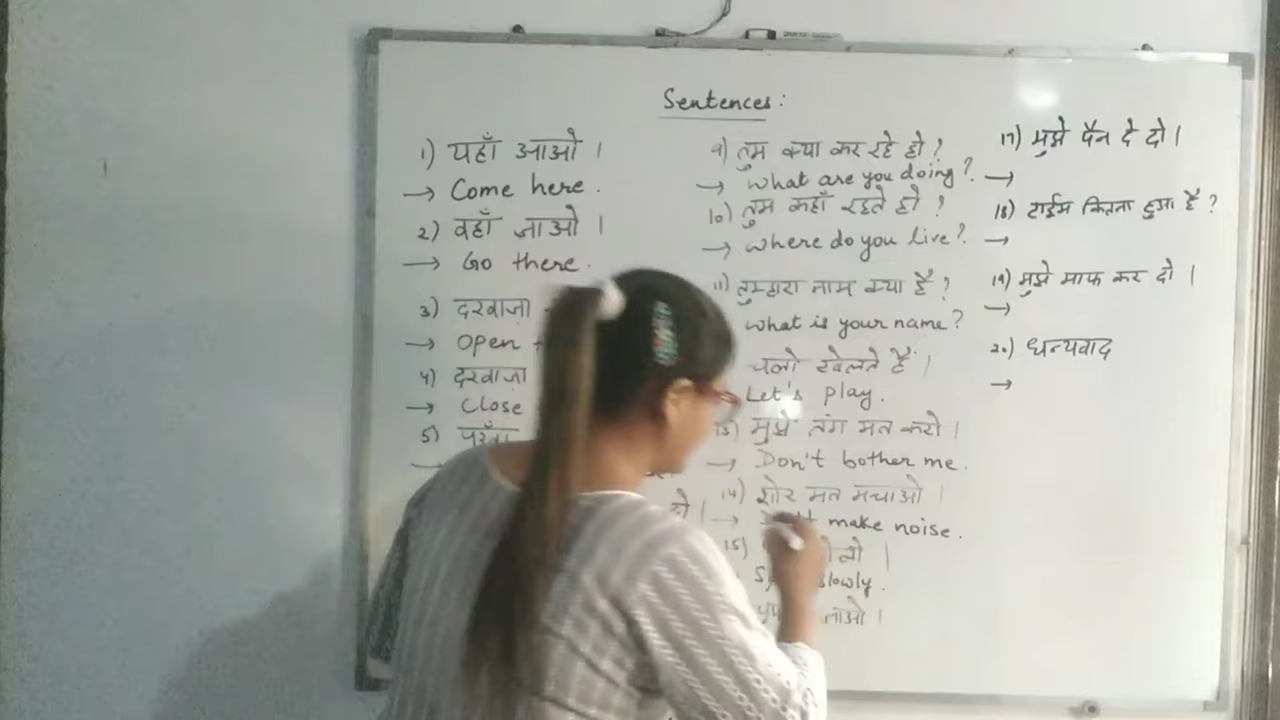 Sentences:
1) यहाँ आओ ।
→ Come here.
2) वहाँ जाओ ।
→ Go there.
3) दरवाज़ा
→ Open
4) दरवाज़ा
→ Close
5) पँखा
→
दो ।
9) तुम क्या कर रहे हो?
→ What are you doing?
10) तुम कहाँ रहते हो?
→ Where do you live?
11) तुम्हारा नाम क्या है?
What is your name?
चलो खेलते हैं ।
Let's play.
13) मुझे तंग मत करो ।
→ Don't bother me.
14) शोर मत मचाओ ।
→ make noise.
15) लो ।
slowly.
जाओ ।
17) मुझे पैन दे दो ।
→
18) टाईम कितना हुआ है?
→
19) मुझे माफ कर दो ।
→
20) धन्यवाद
→